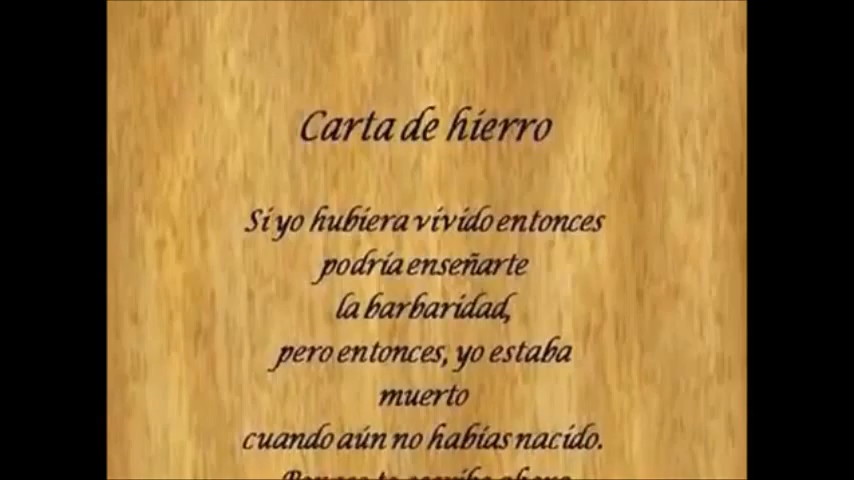 Carta de hierro
Si yo hubiera vivido entonces
podría enseñarte
la barbaridad,
pero entonces, yo estaba
muerto
cuando aún no habías nacido.